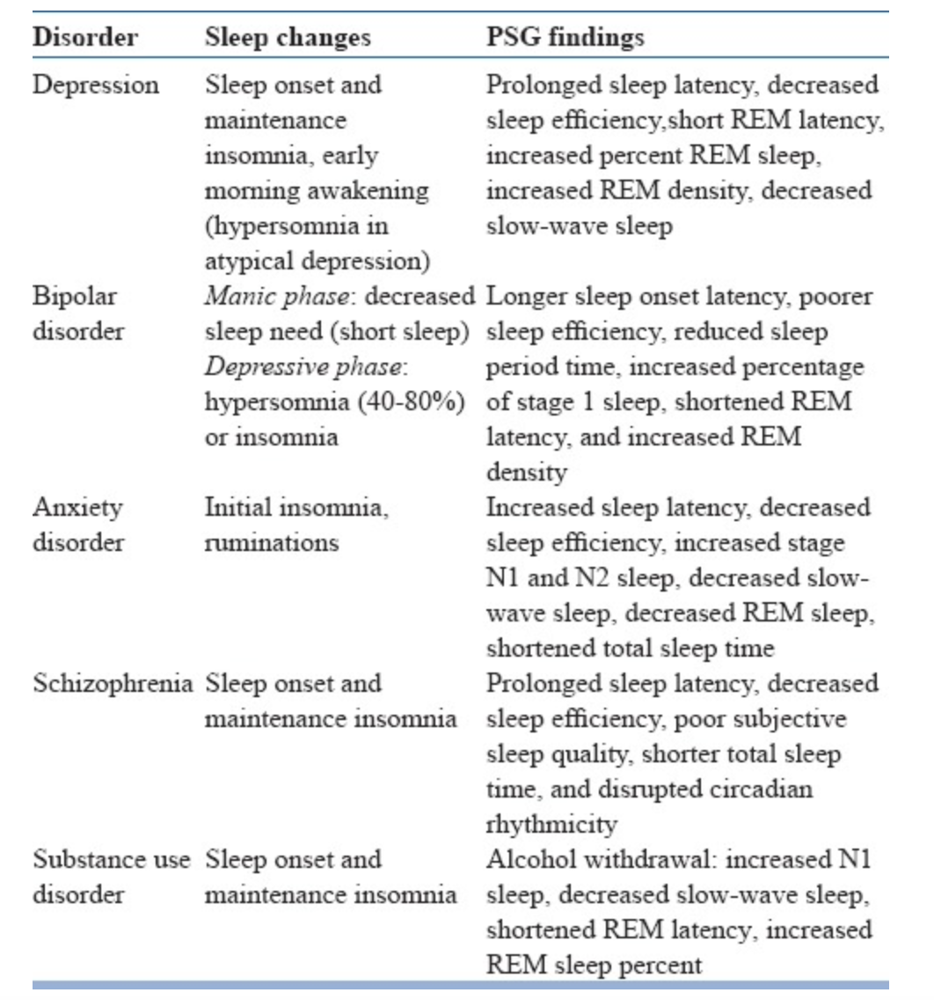 Disorder Sleep changes PSG findings
Depression Sleep onset and Prolonged sleep latency, decreased
maintenance sleep efficiency,short REM latency,
insomnia, early increased percent REM sleep,
morning awakening increased REM density, decreased
(hypersomnia in slow-wave sleep
atypical depression)
Bipolar Manic phase: decreased Longer sleep onset latency, poorer
disorder sleep need (short sleep) sleep efficiency, reduced sleep
Depressive phase: period time, increased percentage
hypersomnia (40-80%) of stage 1 sleep, shortened REM
or insomnia latency, and increased REM
density
Anxiety Initial insomnia, Increased sleep latency, decreased
disorder ruminations sleep efficiency, increased stage
N1 and N2 sleep, decreased slow-
wave sleep, decreased REM sleep,
shortened total sleep time
Schizophrenia Sleep onset and Prolonged sleep latency, decreased
maintenance insomnia sleep efficiency, poor subjective
sleep quality, shorter total sleep
time, and disrupted circadian
rhythmicity
Substance use Sleep onset and Alcohol withdrawal: increased N1
disorder maintenance insomnia sleep, decreased slow-wave sleep,
shortened REM latency, increased
REM sleep percent